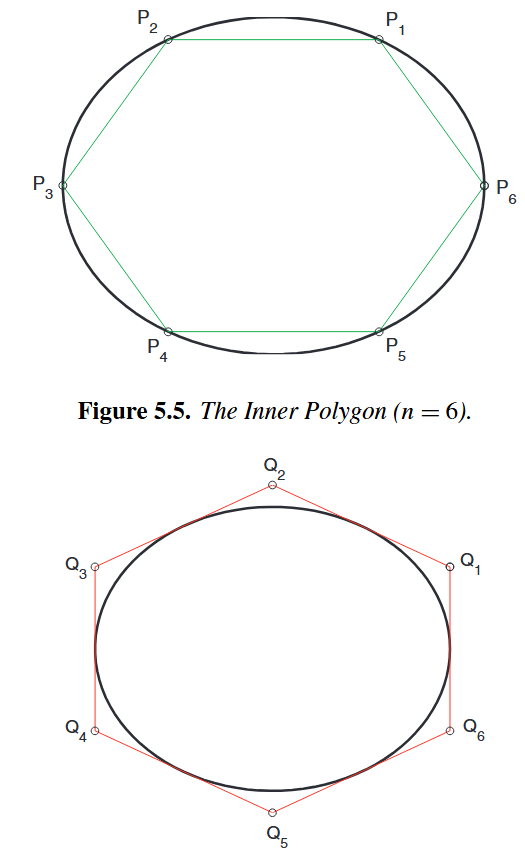 P2 P1
P3 P6
P4 P5
Figure 5.5. The Inner Polygon (n = 6).
Q2
Q3 Q1
Q4 Q6
Q5